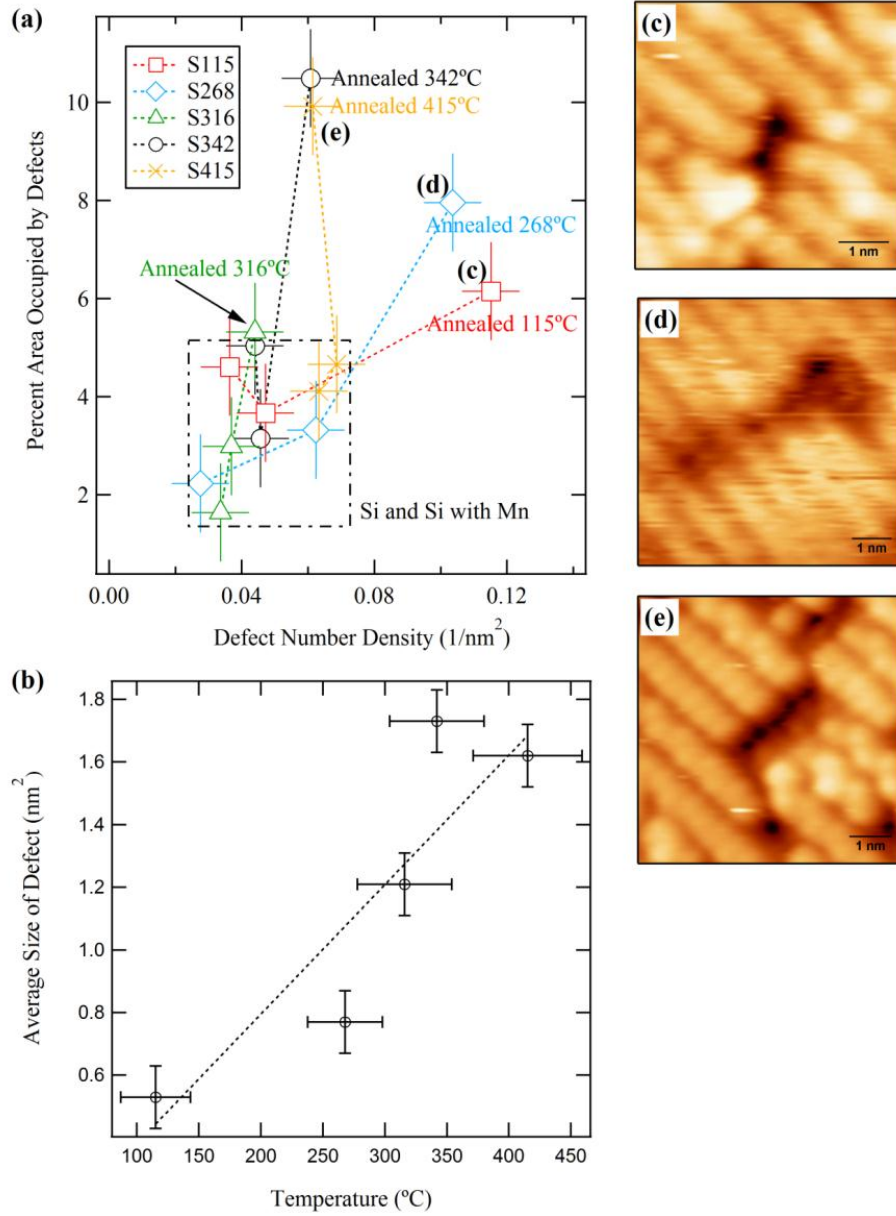 (a)
S115
S268
S316
S342
S415
Annealed 342ºC
Annealed 415ºC
(e)
(d)
Annealed 268ºC
(c)
Annealed 316ºC
Annealed 115ºC
Si and Si with Mn
10
8
6
4
2
0.00
0.04
0.08
0.12
Percent Area Occupied by Defects
Defect Number Density (1/nm²)
(b)
1.8
1.6
1.4
1.2
1.0
0.8
0.6
100
150
200
250
300
350
400
450
Average Size of Defect (nm²)
Temperature (ºC)
(c)
1 nm
(d)
1 nm
(e)
1 nm